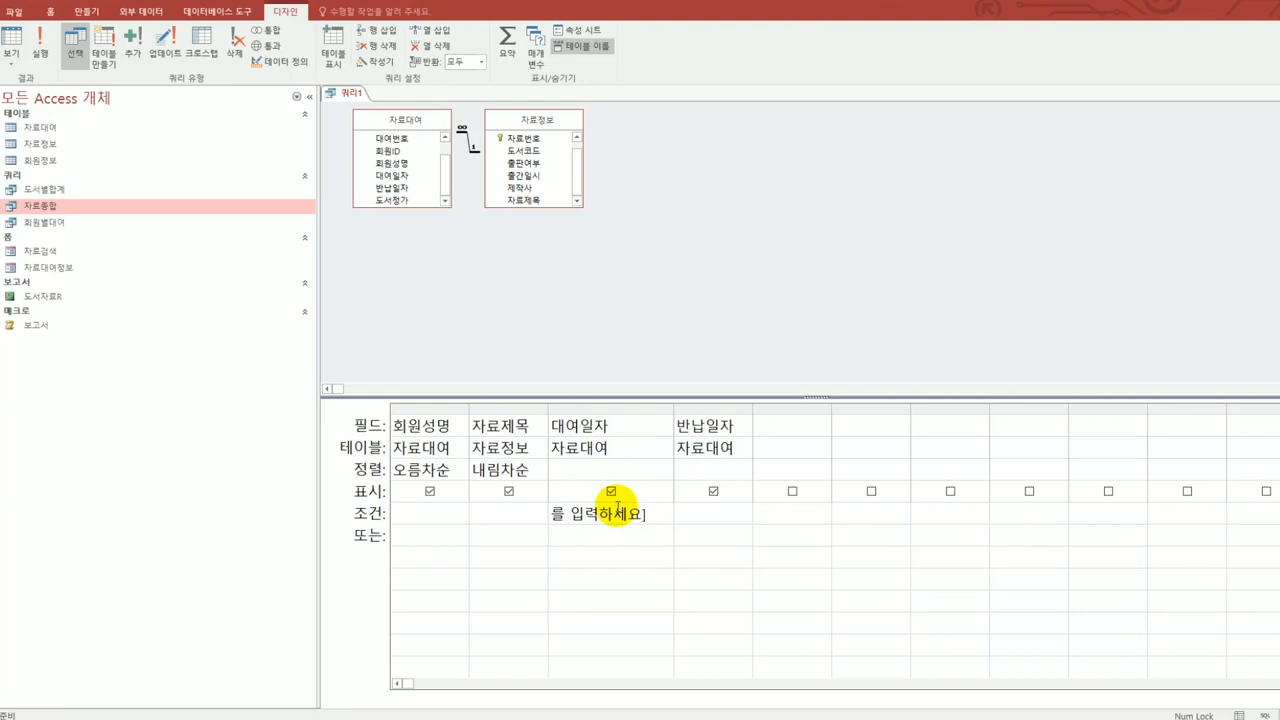 파일 홈 만들기 외부 데이터 데이터베이스 도구 디자인 수행할 작업을 알려 주세요.
보기 실행 선택 테이블 만들기 추가 업데이트 크로스탭 삭제 통합 통과 데이터 정의
테이블 표시 행 삽입 행 삭제 작성기 열 삽입 열 삭제 반환: 모두
요약 매개 변수 속성 시트 테이블 이름
결과 쿼리 유형 쿼리 설정 표시/숨기기
모든 Access 개체
테이블
자료대여
자료정보
회원정보
쿼리
도서별합계
자료종합
회원별대여
폼
자료검색
자료대여정보
보고서
도서자료R
매크로
보고서
쿼리1
자료대여
대여번호
회원ID
회원성명
대여일자
반납일자
도서정가
∞
1
자료정보
자료번호
도서코드
출판여부
출간일시
제작사
자료제목
필드: 회원성명 자료제목 대여일자 반납일자
테이블: 자료대여 자료정보 자료대여 자료대여
정렬: 오름차순 내림차순
표시:
조건: 를 입력하세요]
또는:
준비 Num Lock SQL